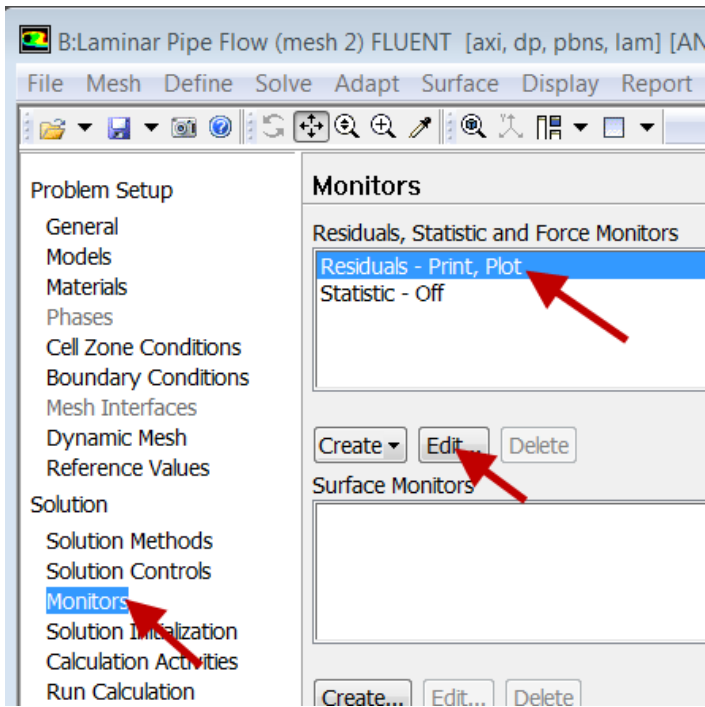 B:Laminar Pipe Flow (mesh 2) FLUENT [axi, dp, pbns, lam] [AN
File Mesh Define Solve Adapt Surface Display Report
Problem Setup
General
Models
Materials
Phases
Cell Zone Conditions
Boundary Conditions
Mesh Interfaces
Dynamic Mesh
Reference Values
Solution
Solution Methods
Solution Controls
Monitors
Solution Initialization
Calculation Activities
Run Calculation
Monitors
Residuals, Statistic and Force Monitors
Residuals - Print, Plot
Statistic - Off
Create Edit... Delete
Surface Monitors
Create... Edit... Delete